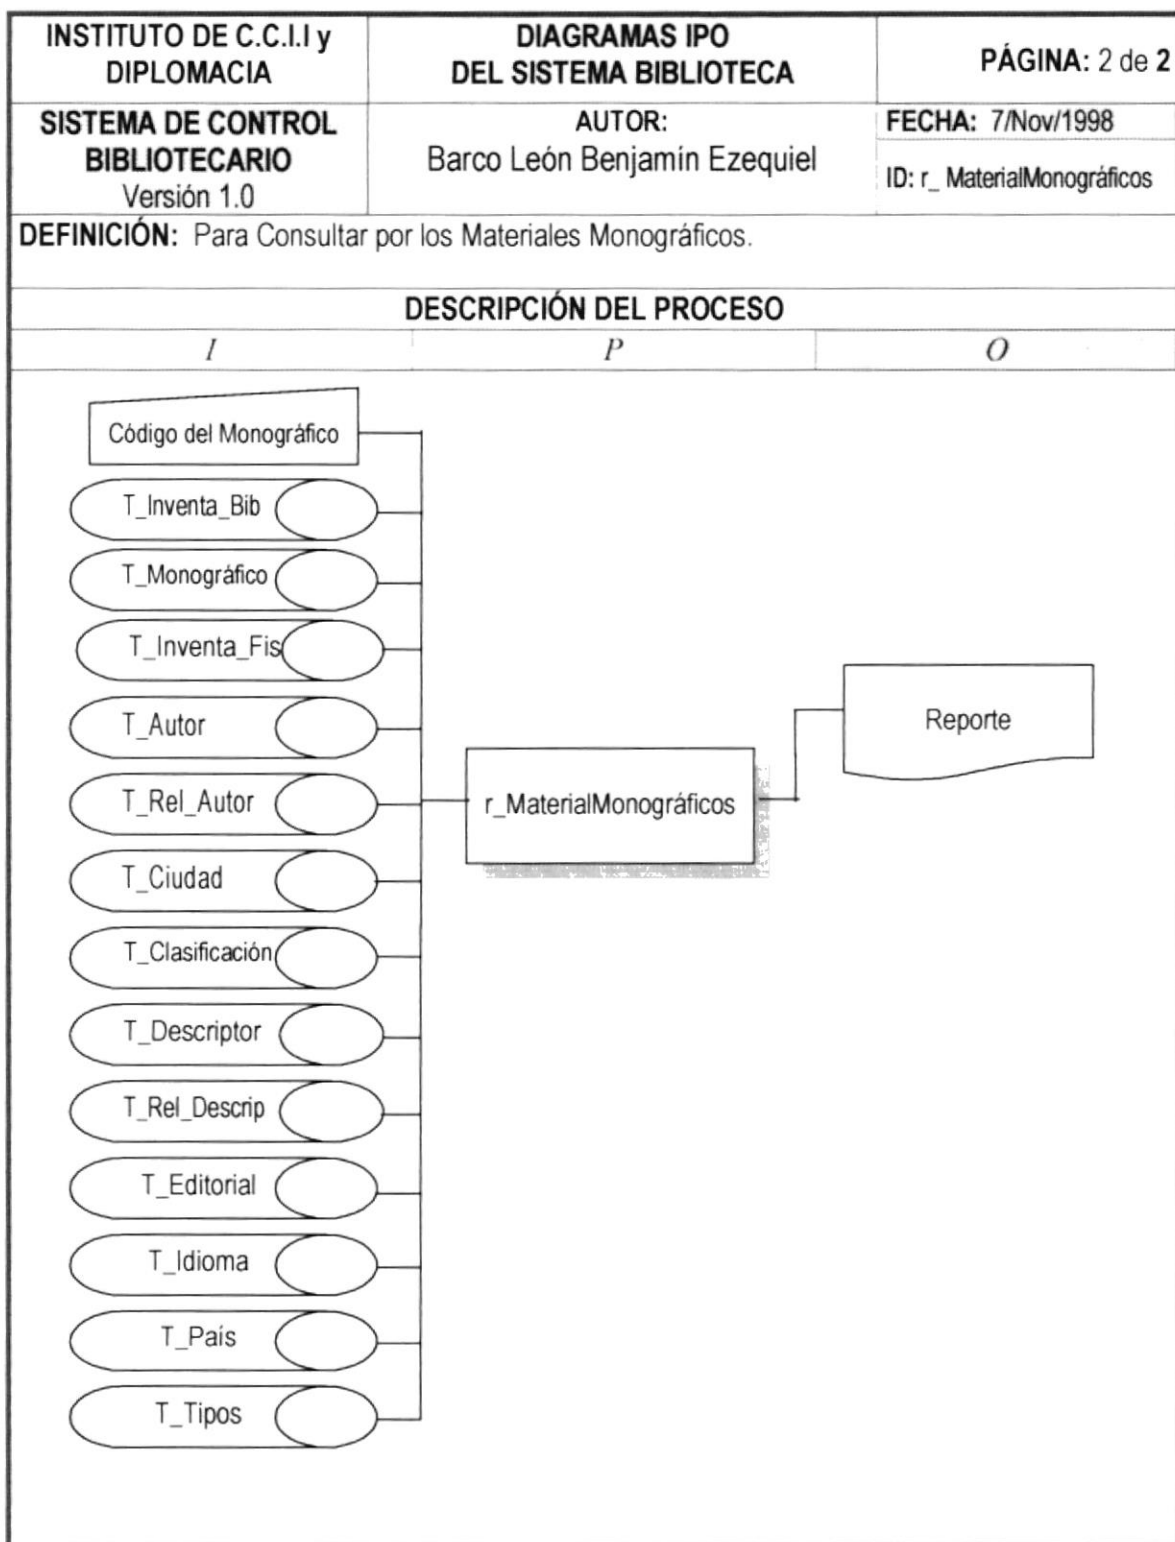 INSTITUTO DE C.C.I.I y
DIPLOMACIA
DIAGRAMAS IPO
DEL SISTEMA BIBLIOTECA
PÁGINA: 2 de 2
SISTEMA DE CONTROL
BIBLIOTECARIO
Versión 1.0
AUTOR:
Barco León Benjamín Ezequiel
FECHA: 7/Nov/1998
ID: r_ MaterialMonográficos
DEFINICIÓN: Para Consultar por los Materiales Monográficos.
DESCRIPCIÓN DEL PROCESO
I
P
O
Código del Monográfico
T_Inventa_Bib
T_Monográfico
T_Inventa_Fis
T_Autor
T_Rel_Autor
T_Ciudad
T_Clasificación
T_Descriptor
T_Rel_Descrip
T_Editorial
T_Idioma
T_País
T_Tipos
r_MaterialMonográficos
Reporte